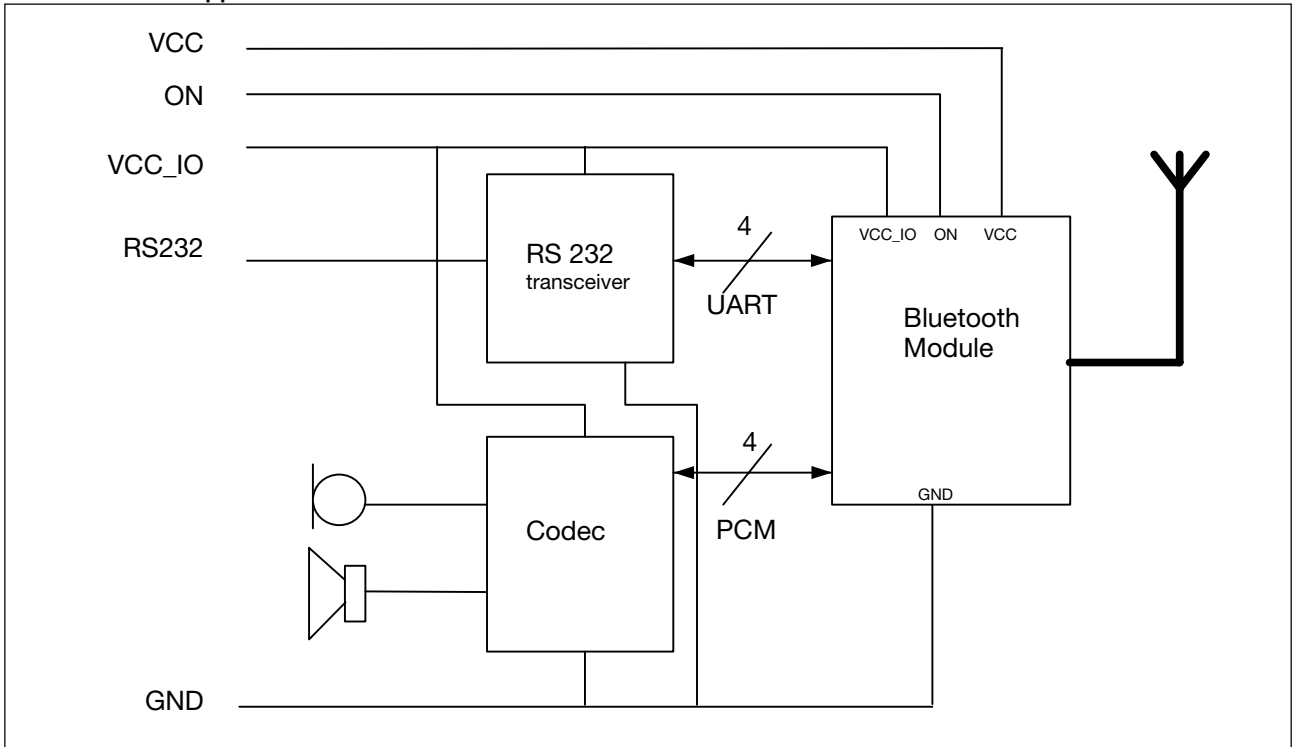 VCC
ON
VCC_IO
RS232
RS 232
transceiver
4
UART
VCC_IO ON VCC
Bluetooth
Module
4
PCM
Codec
GND
GND